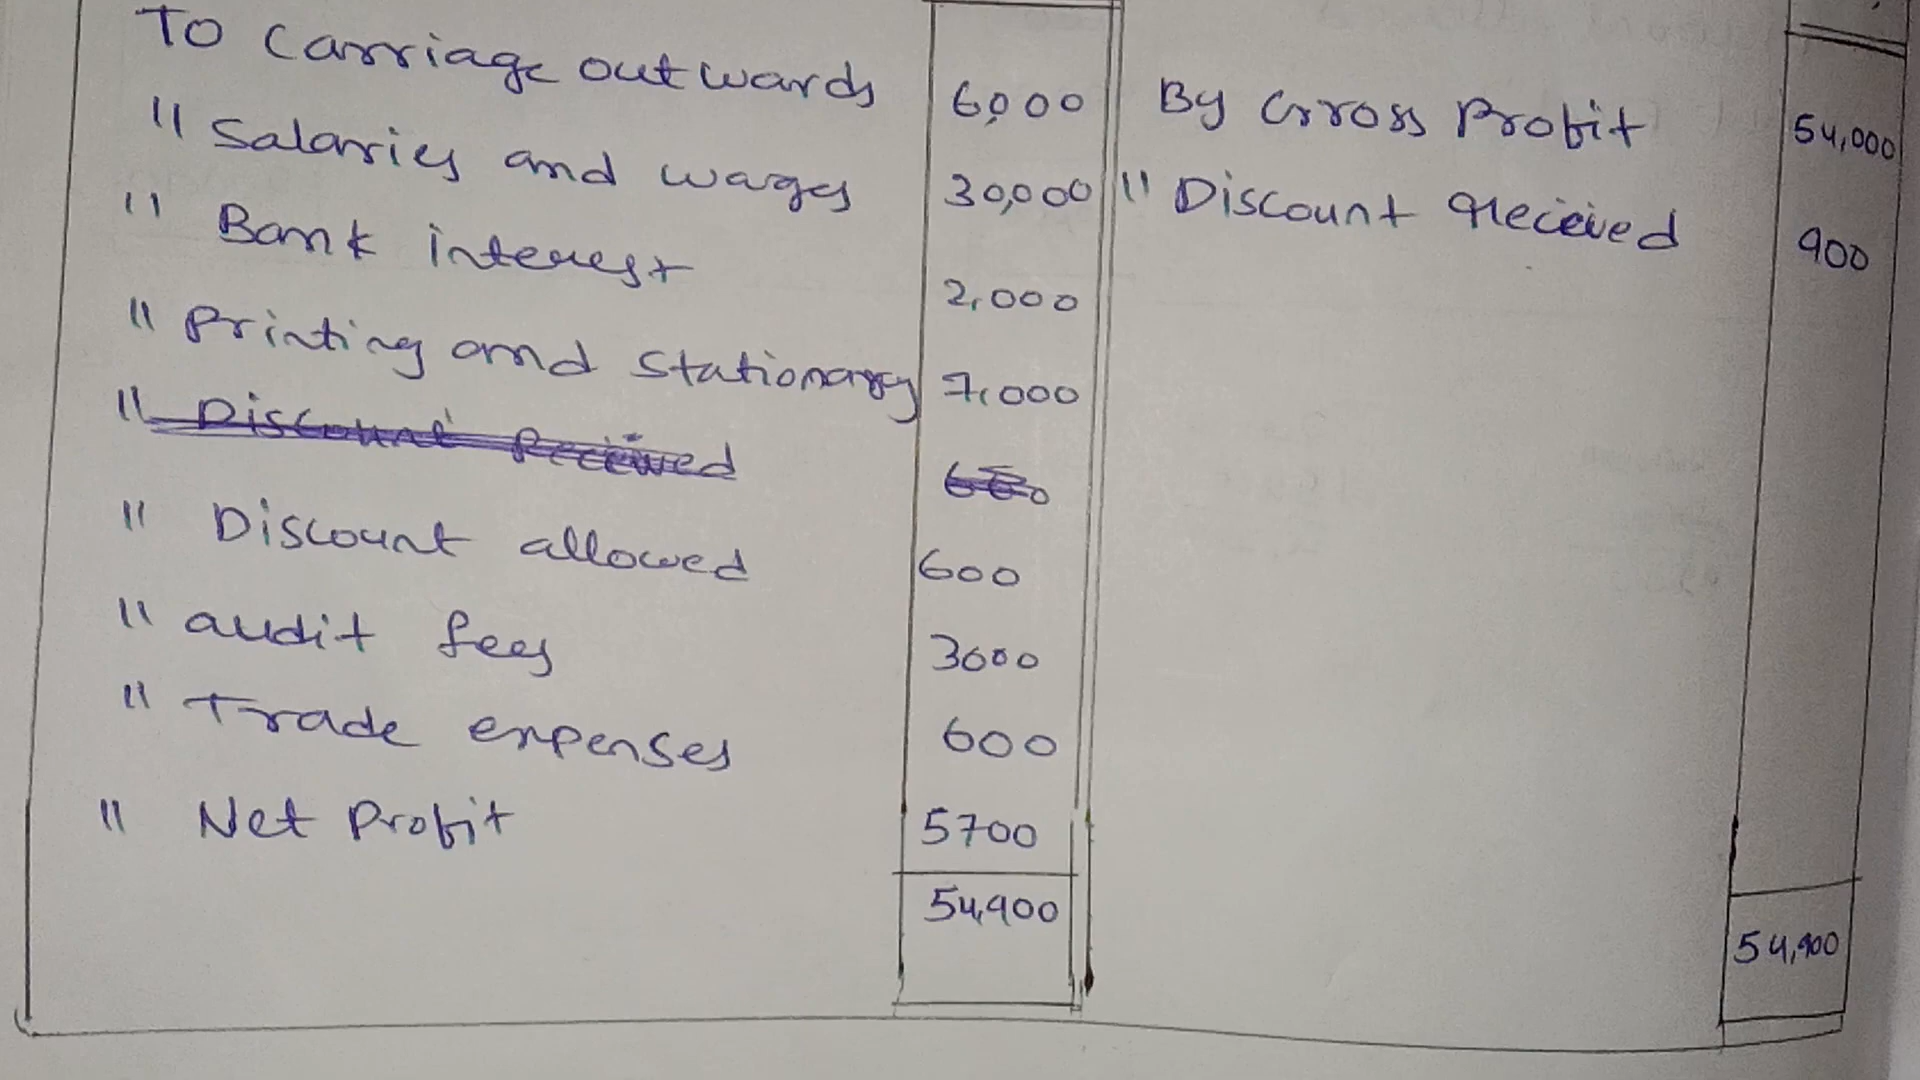 To Carriage outwards 6,000 By Gross Profit 54,000
" Salaries and wages 30,000 " Discount Received 900
" Bank interest 2,000
" Printing and Stationary 7,000
" Discount Received 600
" Discount allowed 600
" audit fees 3000
" Trade expenses 600
" Net Profit 5700
54,900 54,900